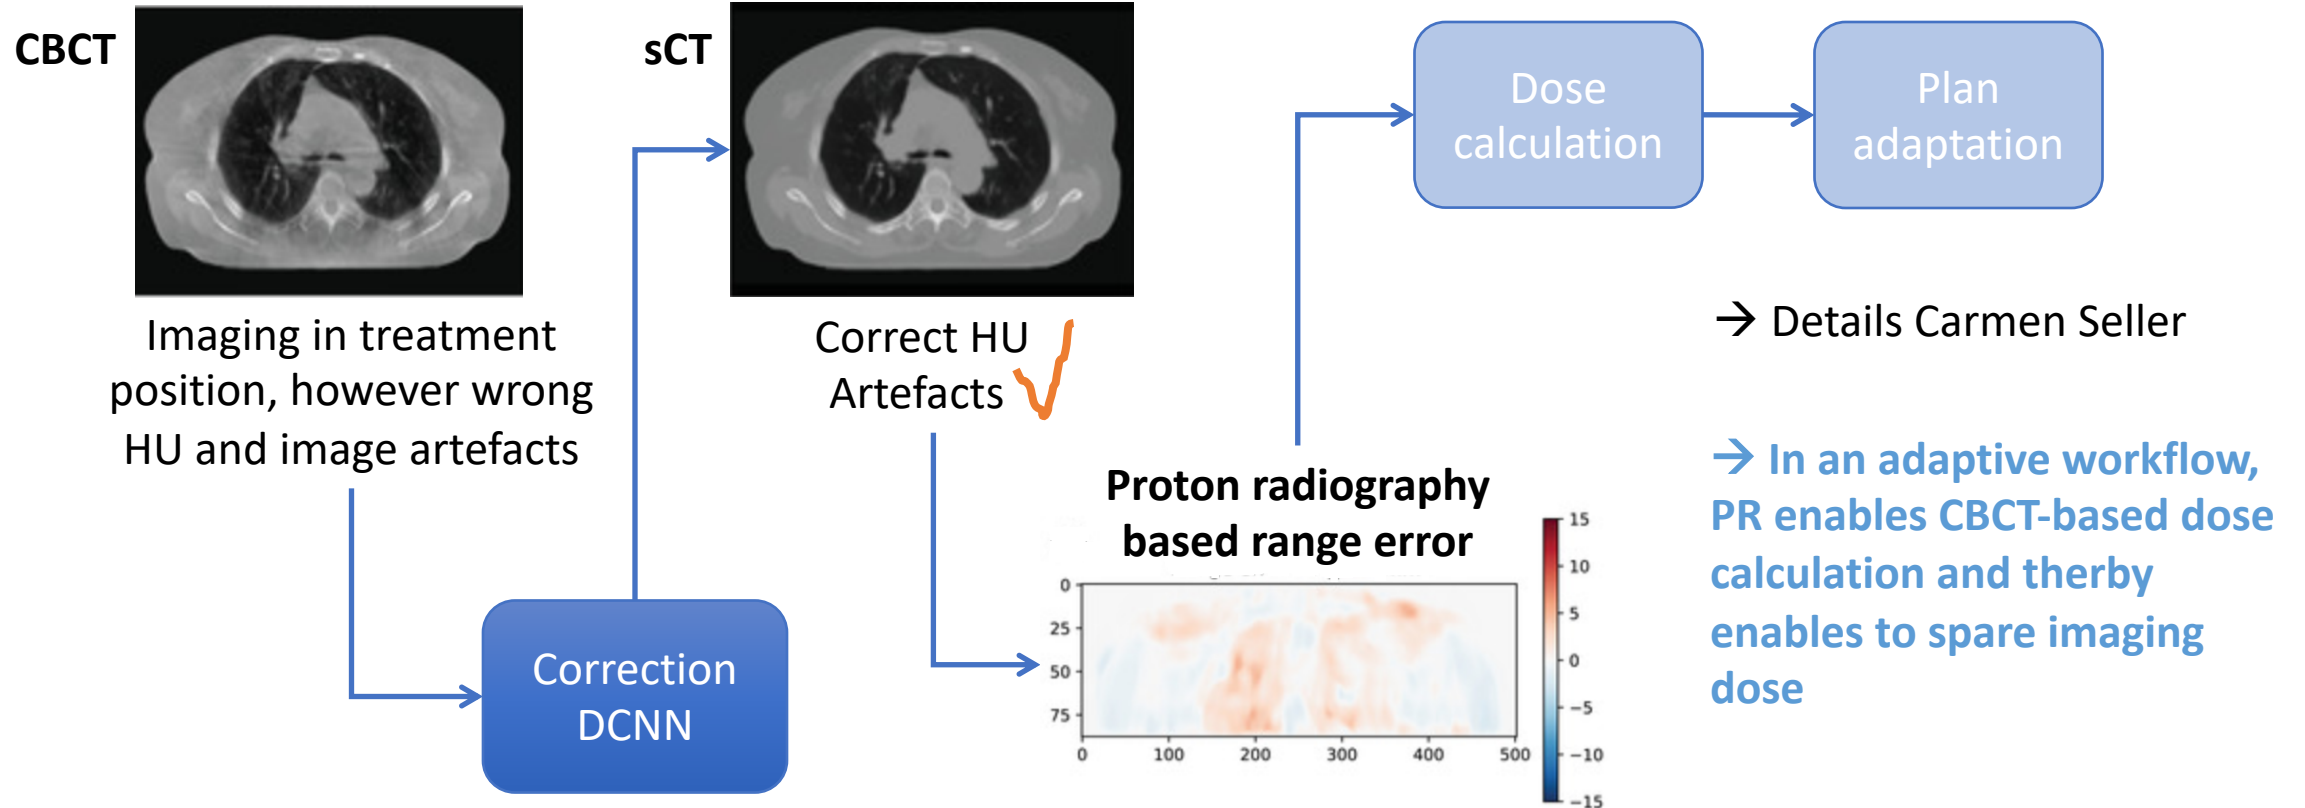 CBCT
Imaging in treatment
position, however wrong
HU and image artefacts
Correction
DCNN
sCT
Correct HU
Artefacts
Proton radiography
based range error
0
25
50
75
0
100
200
300
400
500
15
10
5
0
−5
−10
−15
Dose
calculation
Plan
adaptation
→ Details Carmen Seller
→ In an adaptive workflow,
PR enables CBCT-based dose
calculation and therby
enables to spare imaging
dose